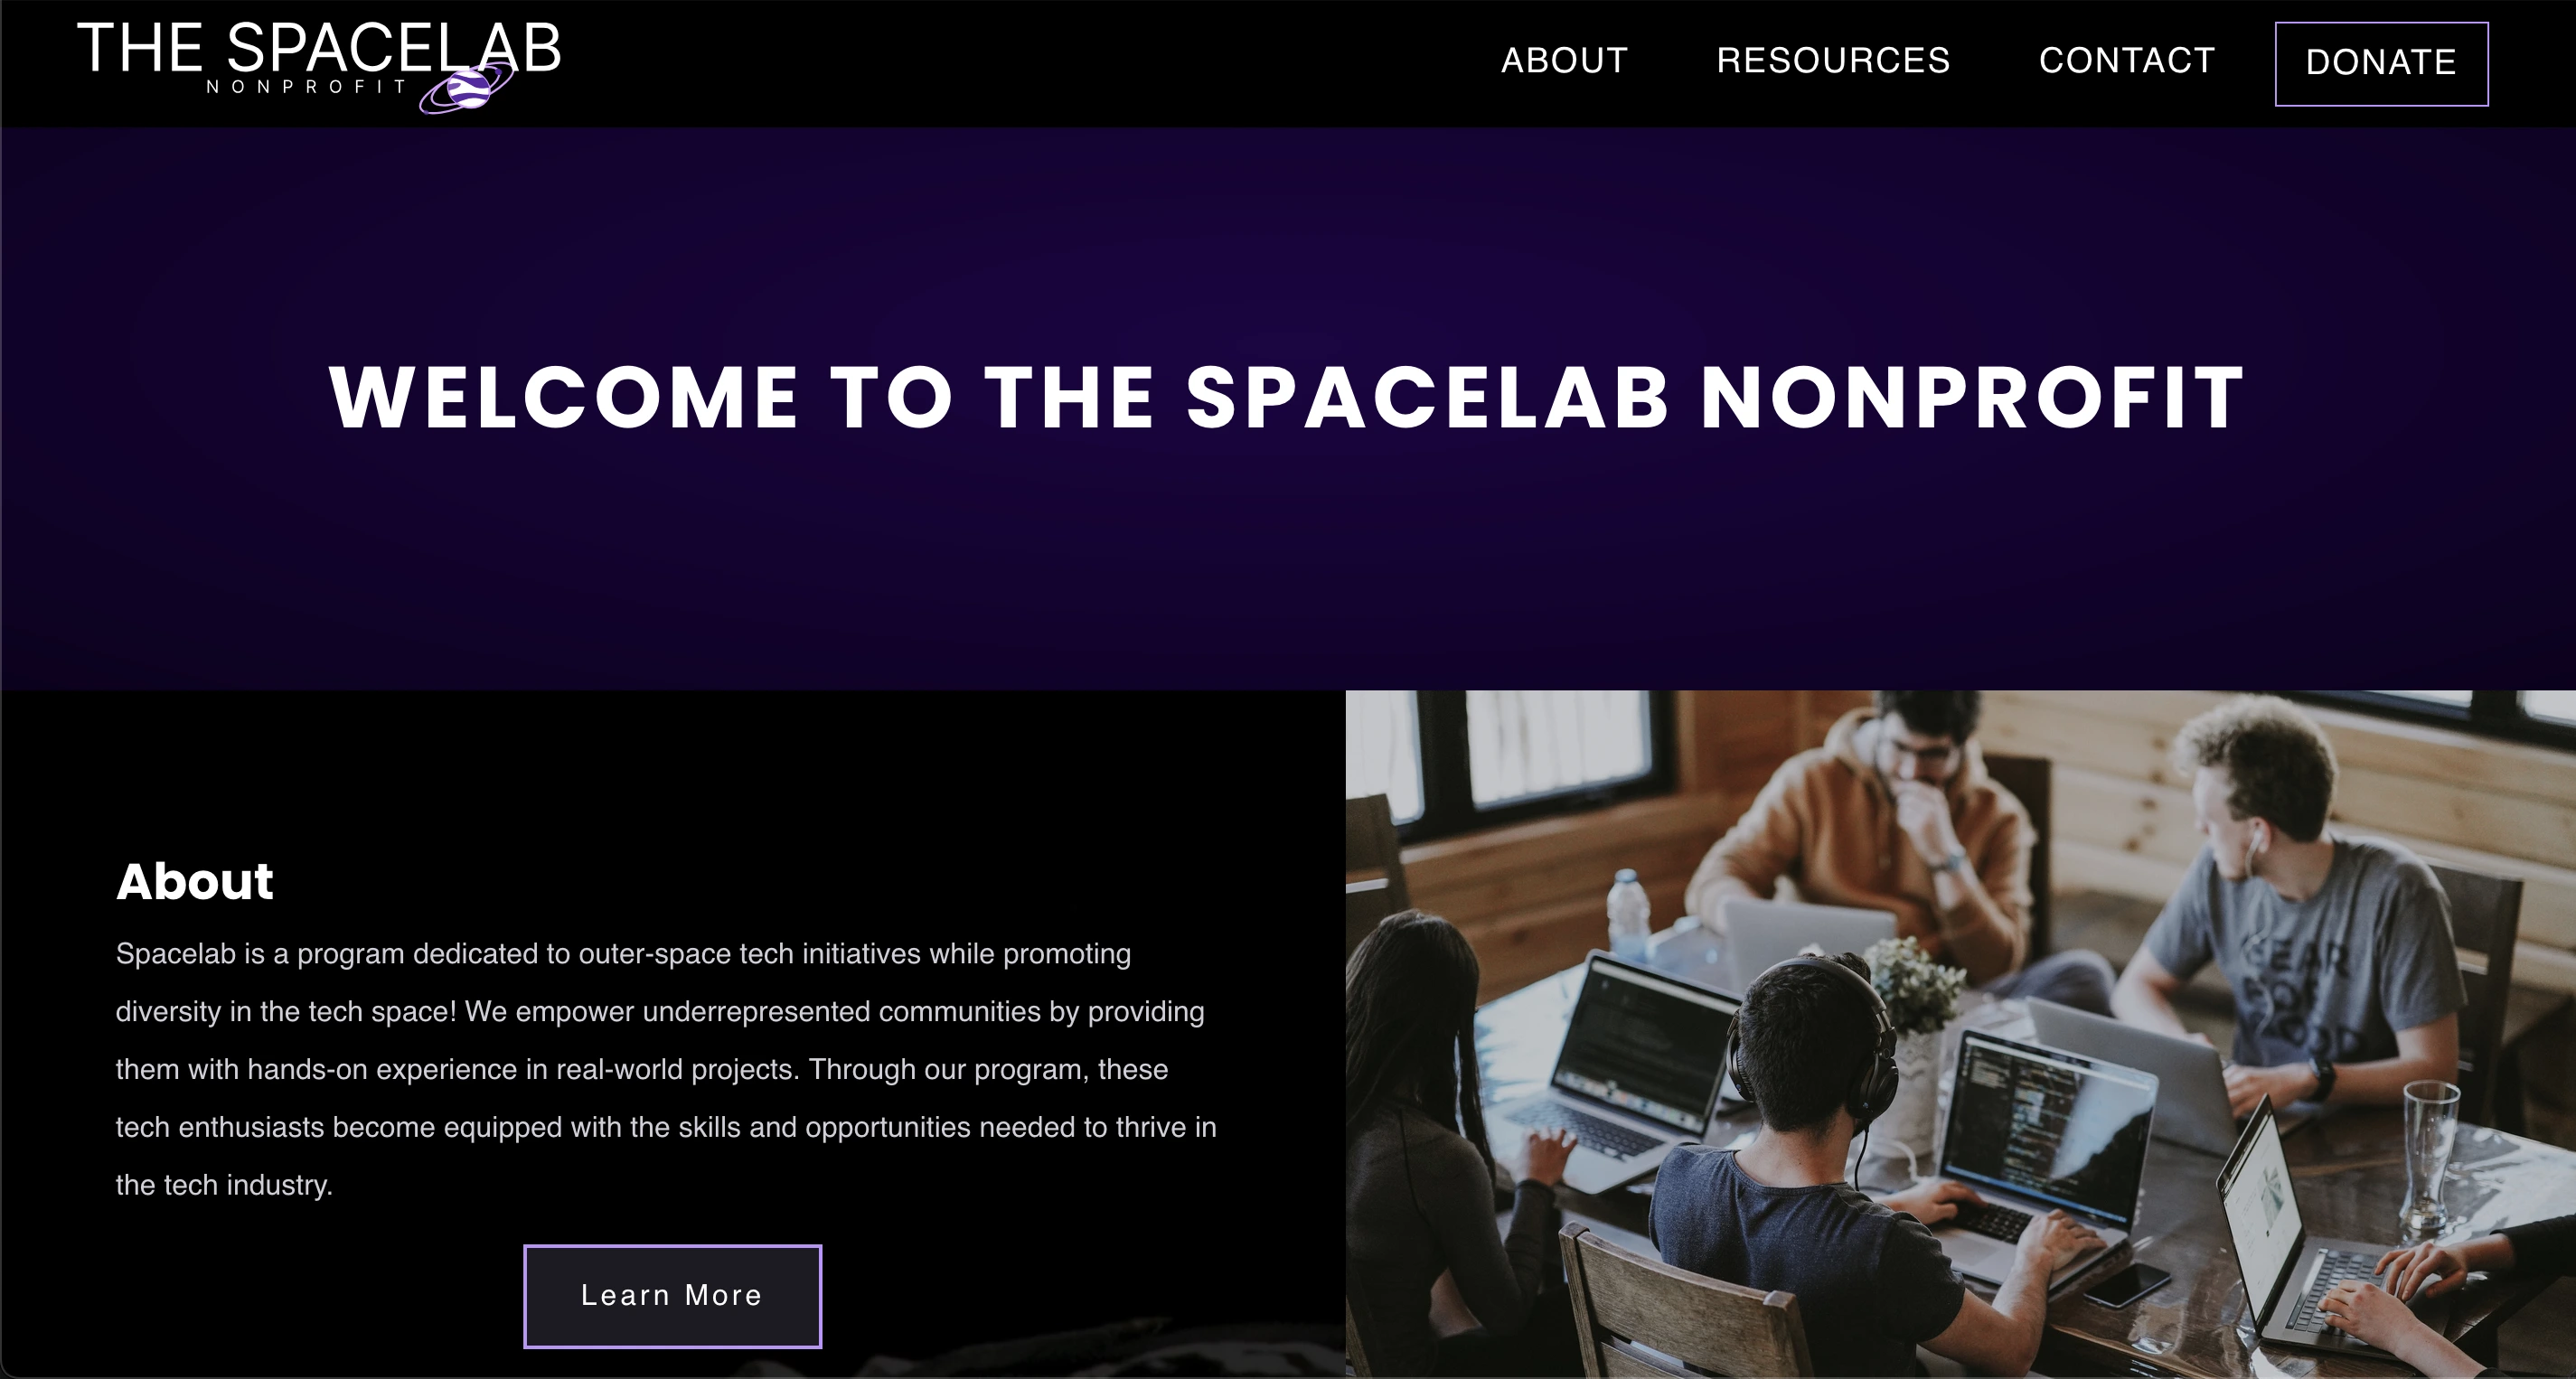 THE SPACELAB
NONPROFIT
ABOUT
RESOURCES
CONTACT
DONATE
WELCOME TO THE SPACELAB NONPROFIT
About
Spacelab is a program dedicated to outer-space tech initiatives while promoting
diversity in the tech space! We empower underrepresented communities by providing
them with hands-on experience in real-world projects. Through our program, these
tech enthusiasts become equipped with the skills and opportunities needed to thrive in
the tech industry.
Learn More